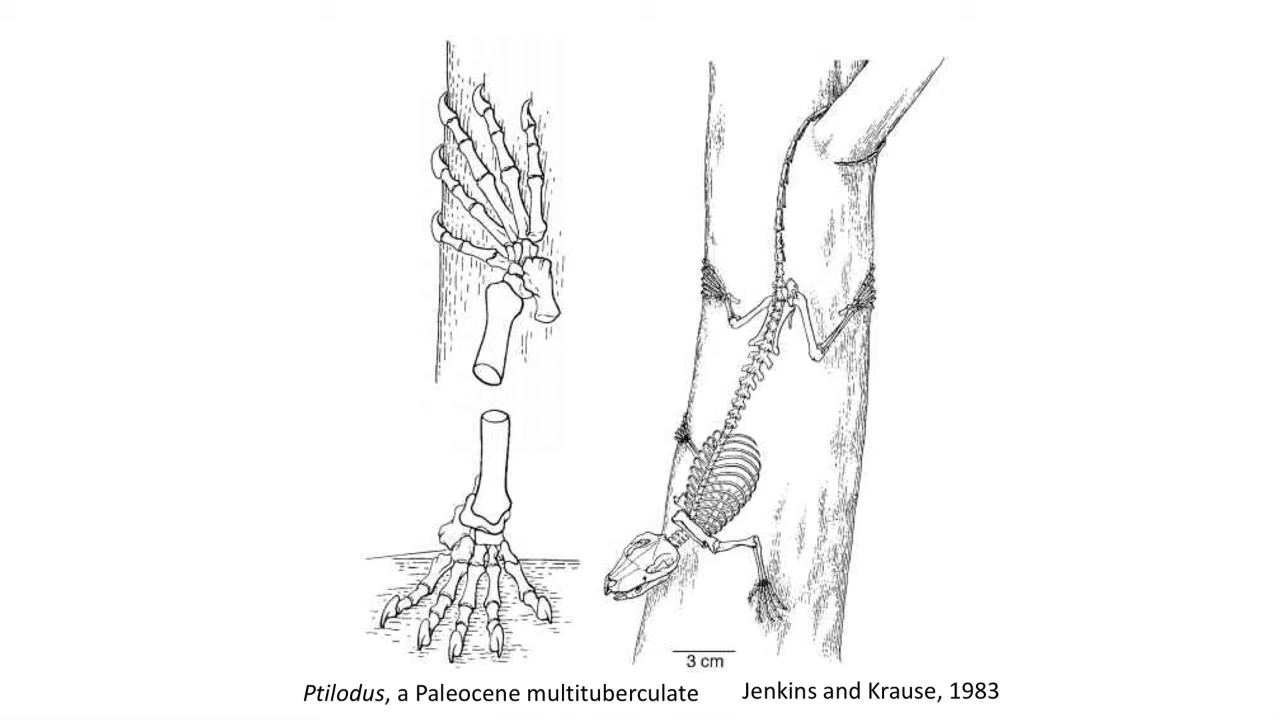 3 cm
Ptilodus, a Paleocene multituberculate
Jenkins and Krause, 1983